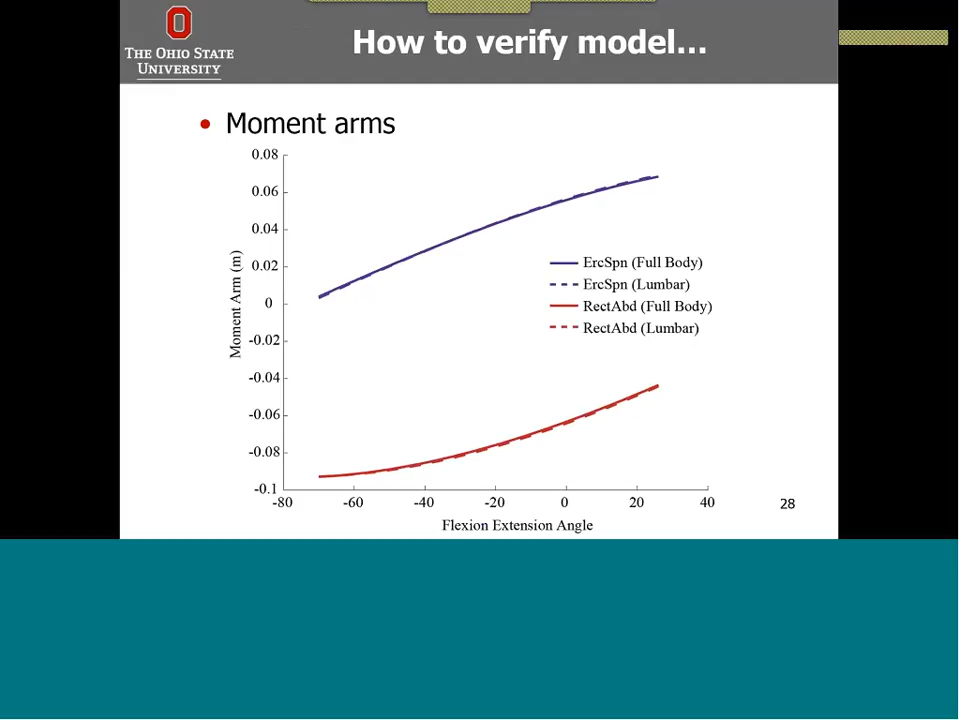 THE OHIO STATE
UNIVERSITY
How to verify model...
• Moment arms
0.08
0.06
0.04
0.02
0
-0.02
-0.04
-0.06
-0.08
-0.1
Moment Arm (m)
ErcSpn (Full Body)
ErcSpn (Lumbar)
RectAbd (Full Body)
RectAbd (Lumbar)
-80 -60 -40 -20 0 20 40
Flexion Extension Angle
28